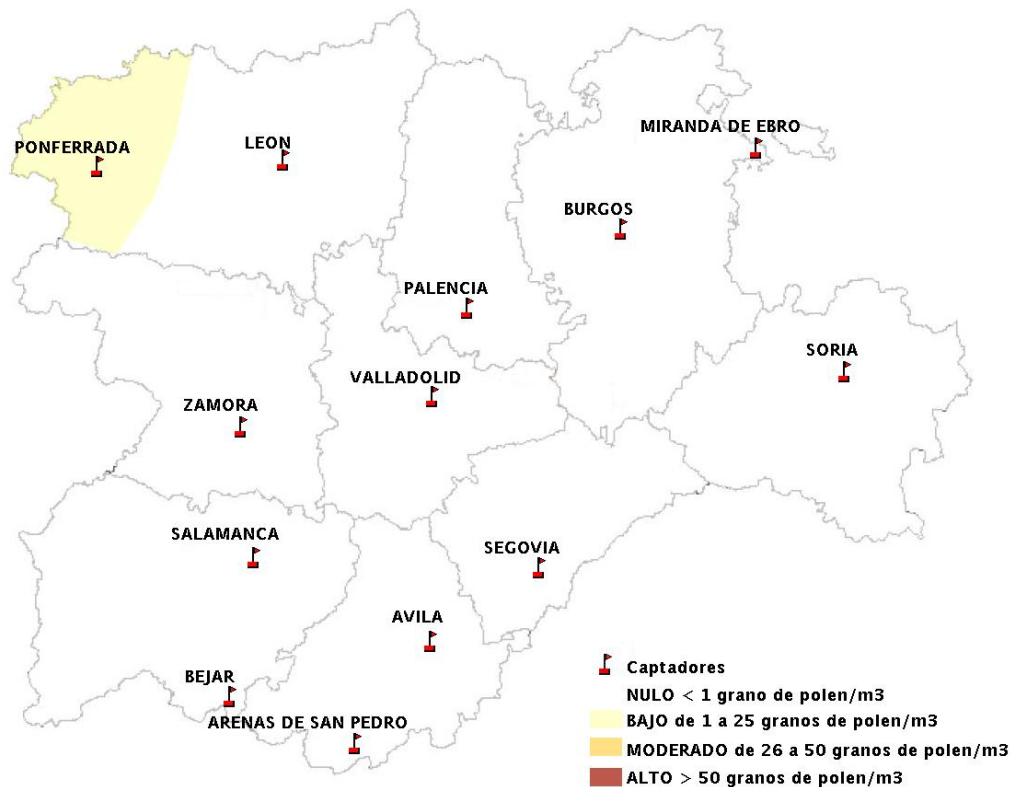 MIRANDA DE EBRO
PONFERRADA
LEON
BURGOS
PALENCIA
SORIA
VALLADOLID
ZAMORA
SALAMANCA
SEGOVIA
AVILA
BEJAR
ARENAS DE SAN PEDRO
Captadores
NULO < 1 grano de polen/m3
BAJO de 1 a 25 granos de polen/m3
MODERADO de 26 a 50 granos de polen/m3
ALTO > 50 granos de polen/m3